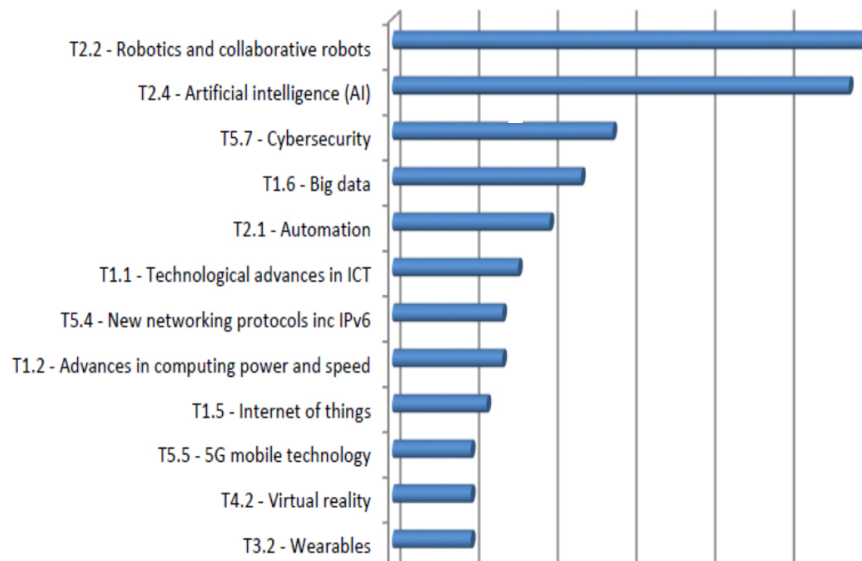 T2.2 - Robotics and collaborative robots
T2.4 - Artificial intelligence (AI)
T5.7 - Cybersecurity
T1.6 - Big data
T2.1 - Automation
T1.1 - Technological advances in ICT
T5.4 - New networking protocols inc IPv6
T1.2 - Advances in computing power and speed
T1.5 - Internet of things
T5.5 - 5G mobile technology
T4.2 - Virtual reality
T3.2 - Wearables